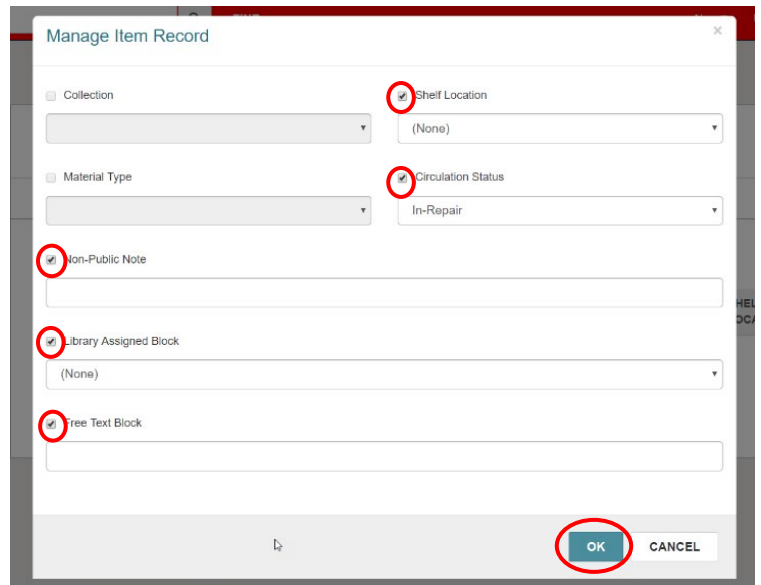 Manage Item Record ×
Collection
Shelf Location
(None)
Material Type
Circulation Status
In-Repair
Non-Public Note
Library Assigned Block
(None)
Free Text Block
OK CANCEL